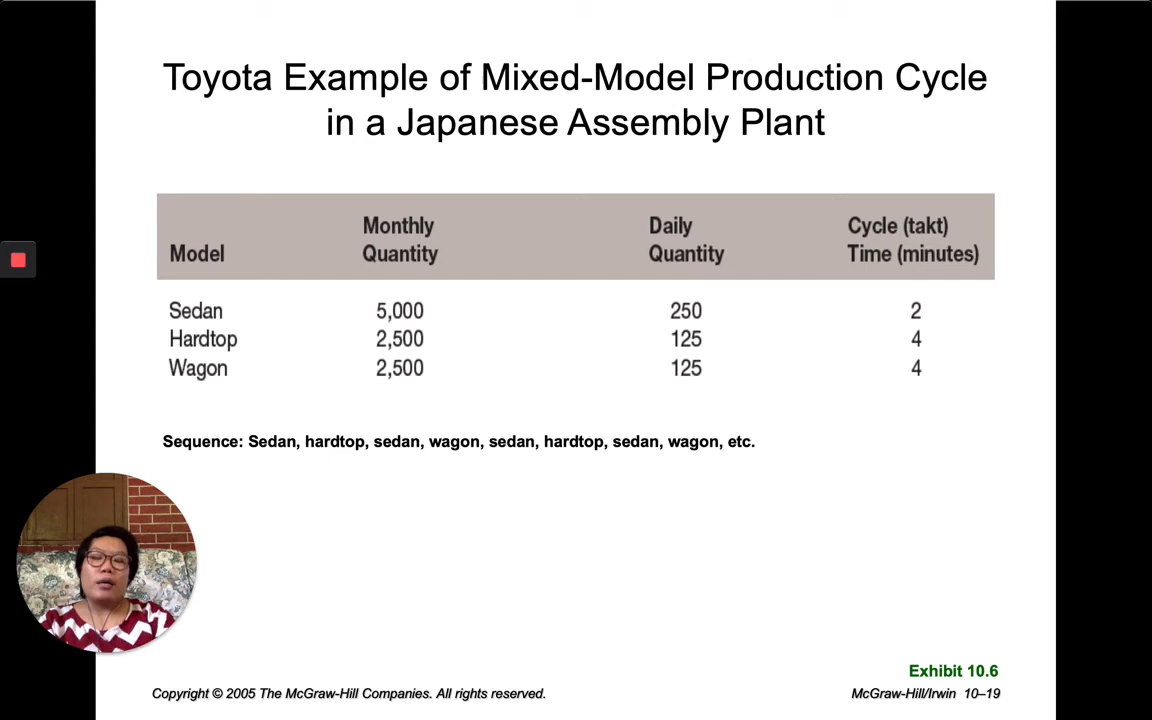 Toyota Example of Mixed-Model Production Cycle
in a Japanese Assembly Plant
Model Monthly Quantity Daily Quantity Cycle (takt) Time (minutes)
Sedan 5,000 250 2
Hardtop 2,500 125 4
Wagon 2,500 125 4
Sequence: Sedan, hardtop, sedan, wagon, sedan, hardtop, sedan, wagon, etc.
Exhibit 10.6
Copyright © 2005 The McGraw-Hill Companies. All rights reserved. McGraw-Hill/Irwin 10–19